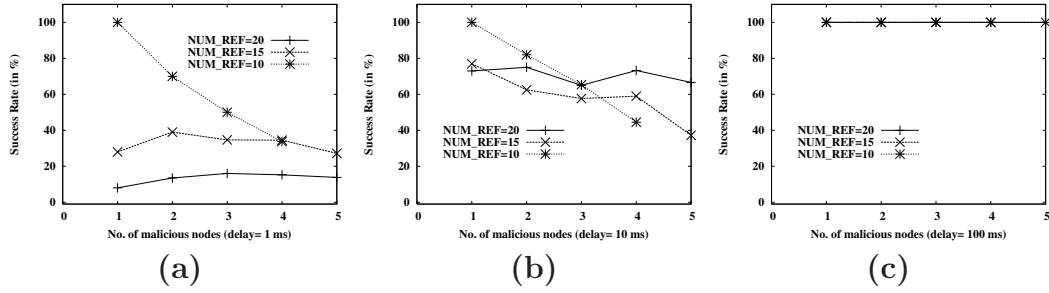 100
80
60
40
20
0
Success Rate (in %)
NUM_REF=20
NUM_REF=15
NUM_REF=10
0 1 2 3 4 5
No. of malicious nodes (delay= 1 ms)
(a)
100
80
60
40
20
0
Success Rate (in %)
NUM_REF=20
NUM_REF=15
NUM_REF=10
0 1 2 3 4 5
No. of malicious nodes (delay= 10 ms)
(b)
100
80
60
40
20
0
Success Rate (in %)
NUM_REF=20
NUM_REF=15
NUM_REF=10
0 1 2 3 4 5
No. of malicious nodes (delay= 100 ms)
(c)